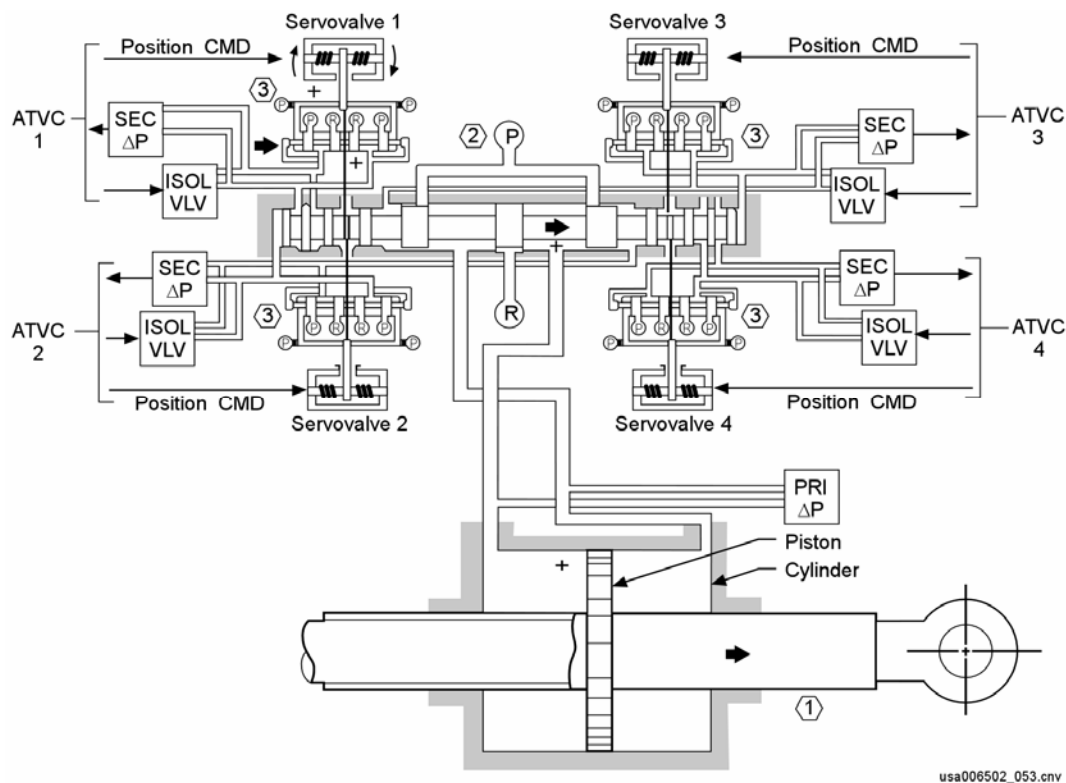 Servovalve 1
Servovalve 3
Position CMD
Position CMD
3
+
ATVC
1
SEC
ΔP
P
P
P
R
R
P
ISOL
VLV
+
2
P
P
P
P
R
R
P
3
SEC
ΔP
ISOL
VLV
ATVC
3
+
ATVC
2
SEC
ΔP
ISOL
VLV
3
P
P
P
R
R
P
R
P
P
P
R
R
P
3
SEC
ΔP
ISOL
VLV
ATVC
4
Position CMD
Position CMD
Servovalve 2
Servovalve 4
PRI
ΔP
Piston
Cylinder
+
1
usa006502_053.cnv